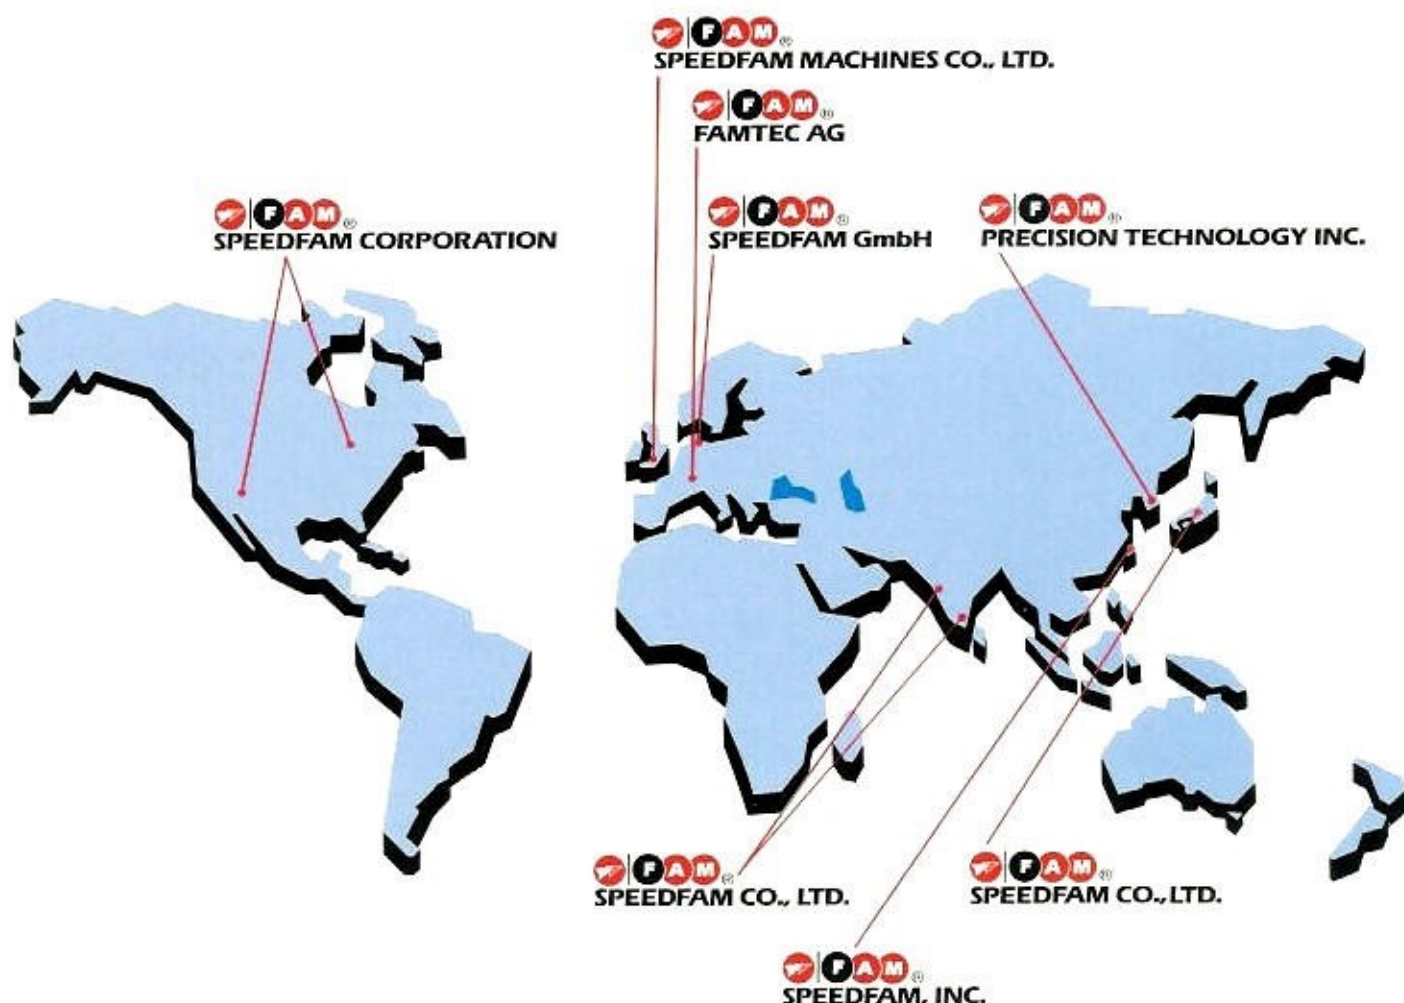 FAM®
SPEEDFAM MACHINES CO., LTD.
FAM®
FAMTEC AG
FAM®
SPEEDFAM CORPORATION
FAM®
SPEEDFAM GmbH
FAM®
PRECISION TECHNOLOGY INC.
FAM®
SPEEDFAM CO., LTD.
FAM®
SPEEDFAM CO., LTD.
FAM®
SPEEDFAM, INC.